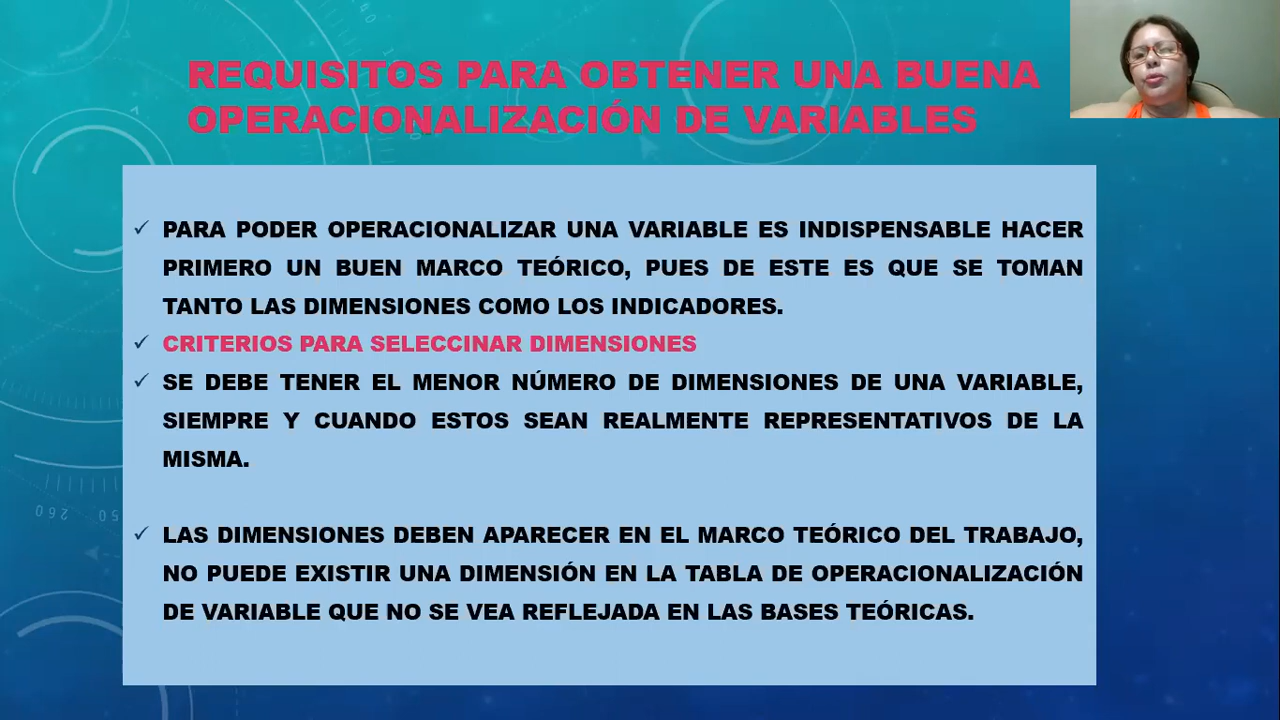 REQUISITOS PARA OBTENER UNA BUENA
OPERACIONALIZACIÓN DE VARIABLES
✓ PARA PODER OPERACIONALIZAR UNA VARIABLE ES INDISPENSABLE HACER
PRIMERO UN BUEN MARCO TEÓRICO, PUES DE ESTE ES QUE SE TOMAN
TANTO LAS DIMENSIONES COMO LOS INDICADORES.
✓ CRITERIOS PARA SELECCINAR DIMENSIONES
✓ SE DEBE TENER EL MENOR NÚMERO DE DIMENSIONES DE UNA VARIABLE,
SIEMPRE Y CUANDO ESTOS SEAN REALMENTE REPRESENTATIVOS DE LA
MISMA.
✓ LAS DIMENSIONES DEBEN APARECER EN EL MARCO TEÓRICO DEL TRABAJO,
NO PUEDE EXISTIR UNA DIMENSIÓN EN LA TABLA DE OPERACIONALIZACIÓN
DE VARIABLE QUE NO SE VEA REFLEJADA EN LAS BASES TEÓRICAS.
260